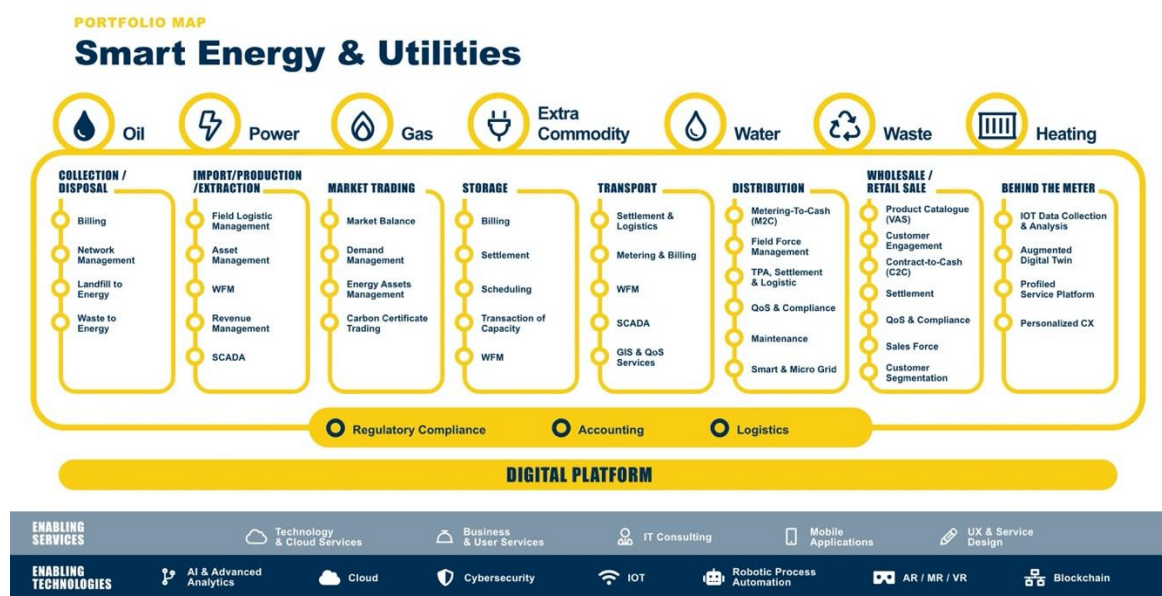 PORTFOLIO MAP
Smart Energy & Utilities
Oil
Power
Gas
Extra
Commodity
Water
Waste
Heating
COLLECTION /
DISPOSAL
Billing
Network
Management
Landfill to
Energy
Waste to
Energy
IMPORT/PRODUCTION
/EXTRACTION
Field Logistic
Management
Asset
Management
WFM
Revenue
Management
SCADA
MARKET TRADING
Market Balance
Demand
Management
Energy Assets
Management
Carbon Certificate
Trading
STORAGE
Billing
Settlement
Scheduling
Transaction of
Capacity
WFM
TRANSPORT
Settlement &
Logistics
Metering & Billing
WFM
SCADA
GIS & QoS
Services
DISTRIBUTION
Metering-To-Cash
(M2C)
Field Force
Management
TPA, Settlement
& Logistic
QoS & Compliance
Maintenance
Smart & Micro Grid
WHOLESALE /
RETAIL SALE
Product Catalogue
(VAS)
Customer
Engagement
Contract-to-Cash
(C2C)
Settlement
QoS & Compliance
Sales Force
Customer
Segmentation
BEHIND THE METER
IOT Data Collection
& Analysis
Augmented
Digital Twin
Profiled
Service Platform
Personalized CX
Regulatory Compliance
Accounting
Logistics
DIGITAL PLATFORM
ENABLING
SERVICES
Technology
& Cloud Services
Business
& User Services
IT Consulting
Mobile
Applications
UX & Service
Design
ENABLING
TECHNOLOGIES
AI & Advanced
Analytics
Cloud
Cybersecurity
IOT
Robotic Process
Automation
AR / MR / VR
Blockchain